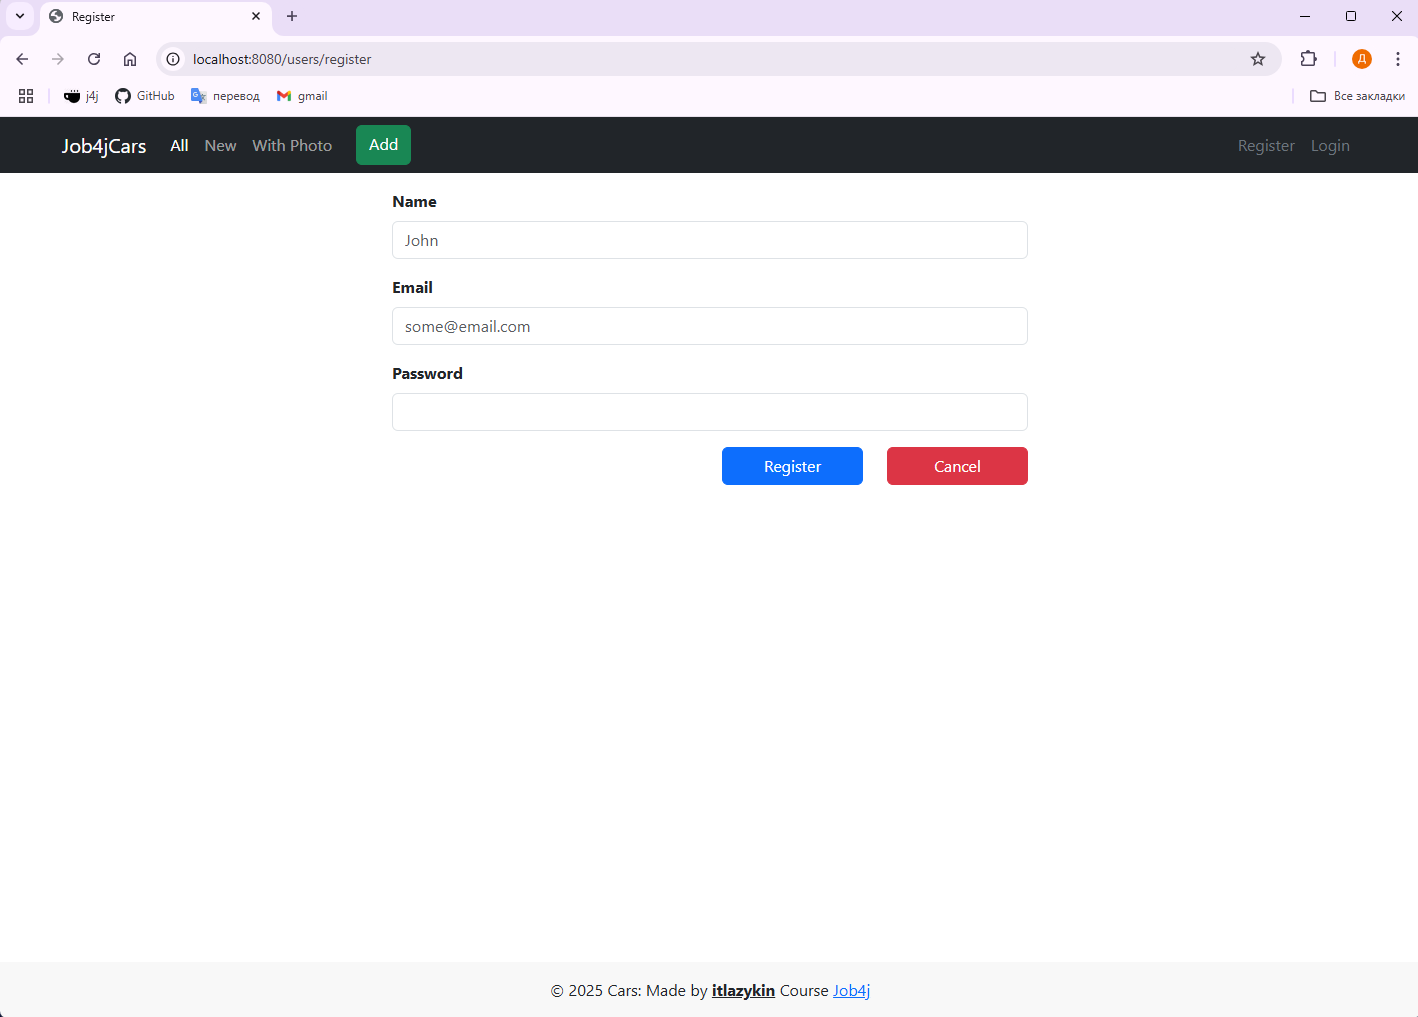 Register
localhost:8080/users/register
Д
j4j GitHub перевод gmail Все закладки
Job4jCars All New With Photo Add Register Login
Name
John
Email
some@email.com
Password
Register Cancel
© 2025 Cars: Made by itlazykin Course Job4j